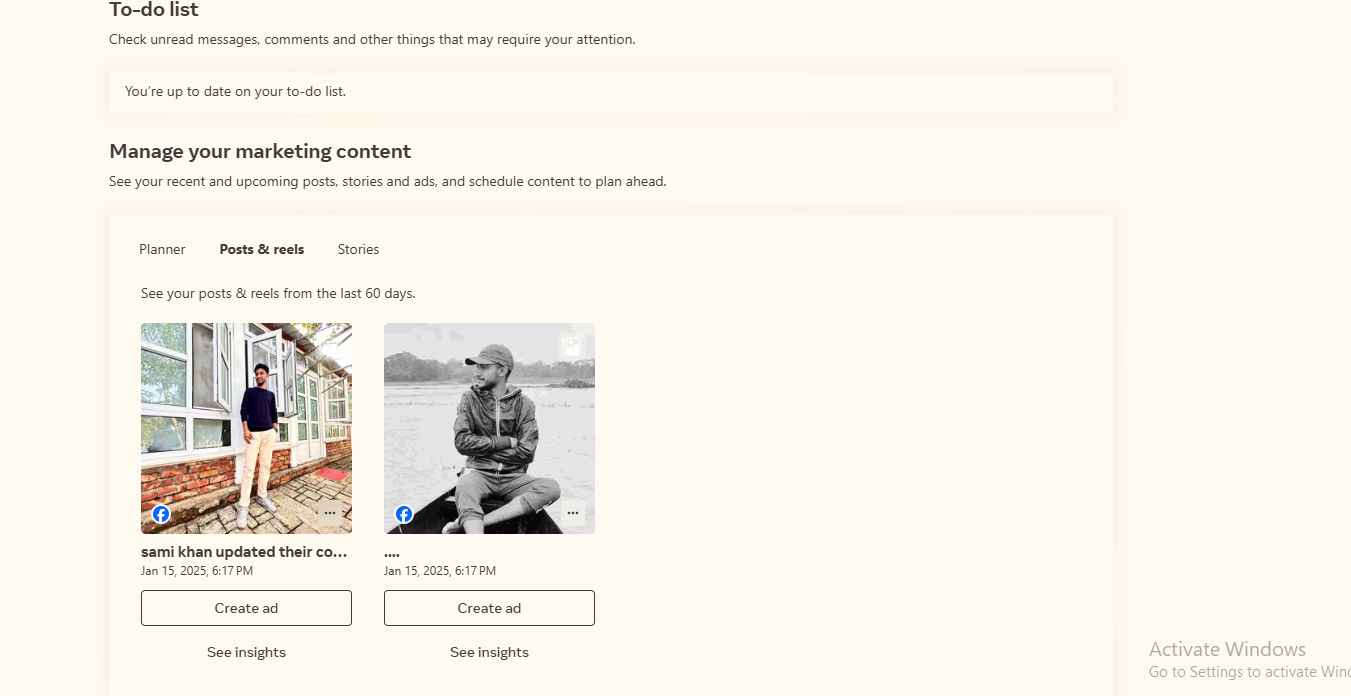 To-do list
Check unread messages, comments and other things that may require your attention.
You're up to date on your to-do list.
Manage your marketing content
See your recent and upcoming posts, stories and ads, and schedule content to plan ahead.
Planner Posts & reels Stories
See your posts & reels from the last 60 days.
sami khan updated their co... ....
Jan 15, 2025, 6:17 PM Jan 15, 2025, 6:17 PM
Create ad Create ad
See insights See insights
Activate Windows
Go to Settings to activate Wind